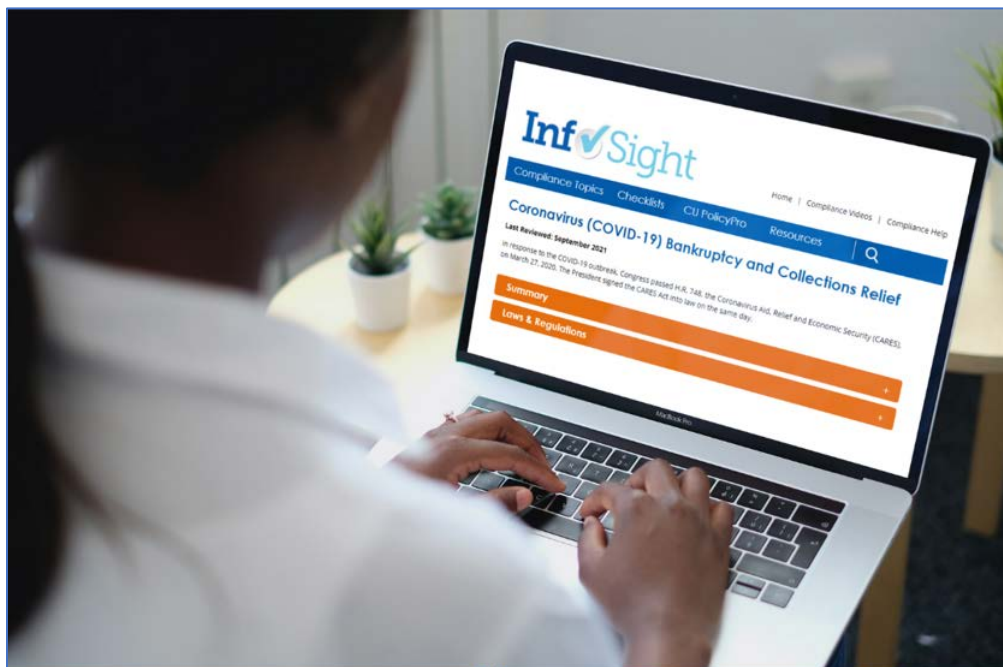 InfoSight
Home | Compliance Videos | Compliance Help
Compliance Topics Checklists CU PolicyPro Resources
Coronavirus (COVID-19) Bankruptcy and Collections Relief
Last Reviewed: September 2021
In response to the COVID-19 outbreak, Congress passed H.R. 748, the Coronavirus Aid, Relief and Economic Security (CARES),
on March 27, 2020. The President signed the CARES Act into law on the same day.
Summary +
Laws & Regulations +
MacBook Pro